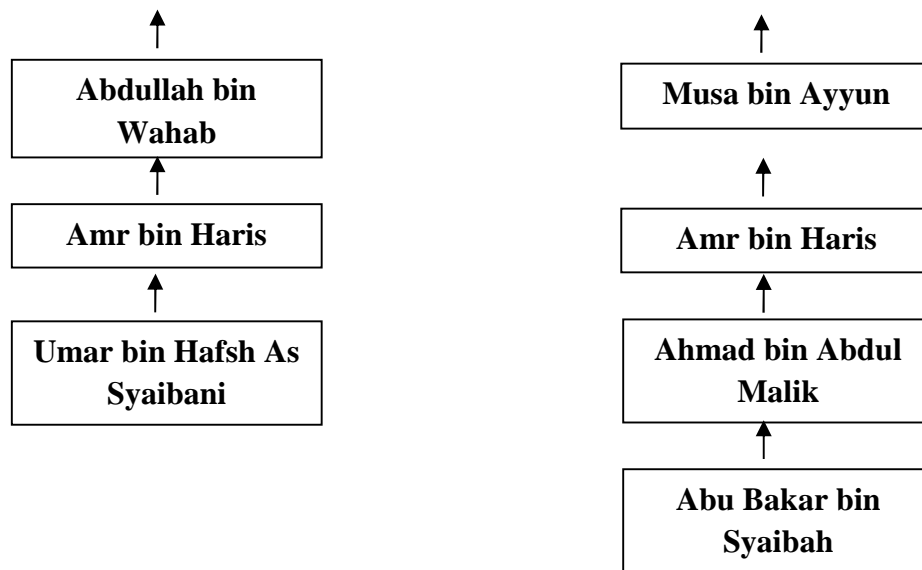 Abdullah bin
Wahab
Amr bin Haris
Umar bin Hafsh As
Syaibani
Musa bin Ayyun
Amr bin Haris
Ahmad bin Abdul
Malik
Abu Bakar bin
Syaibah